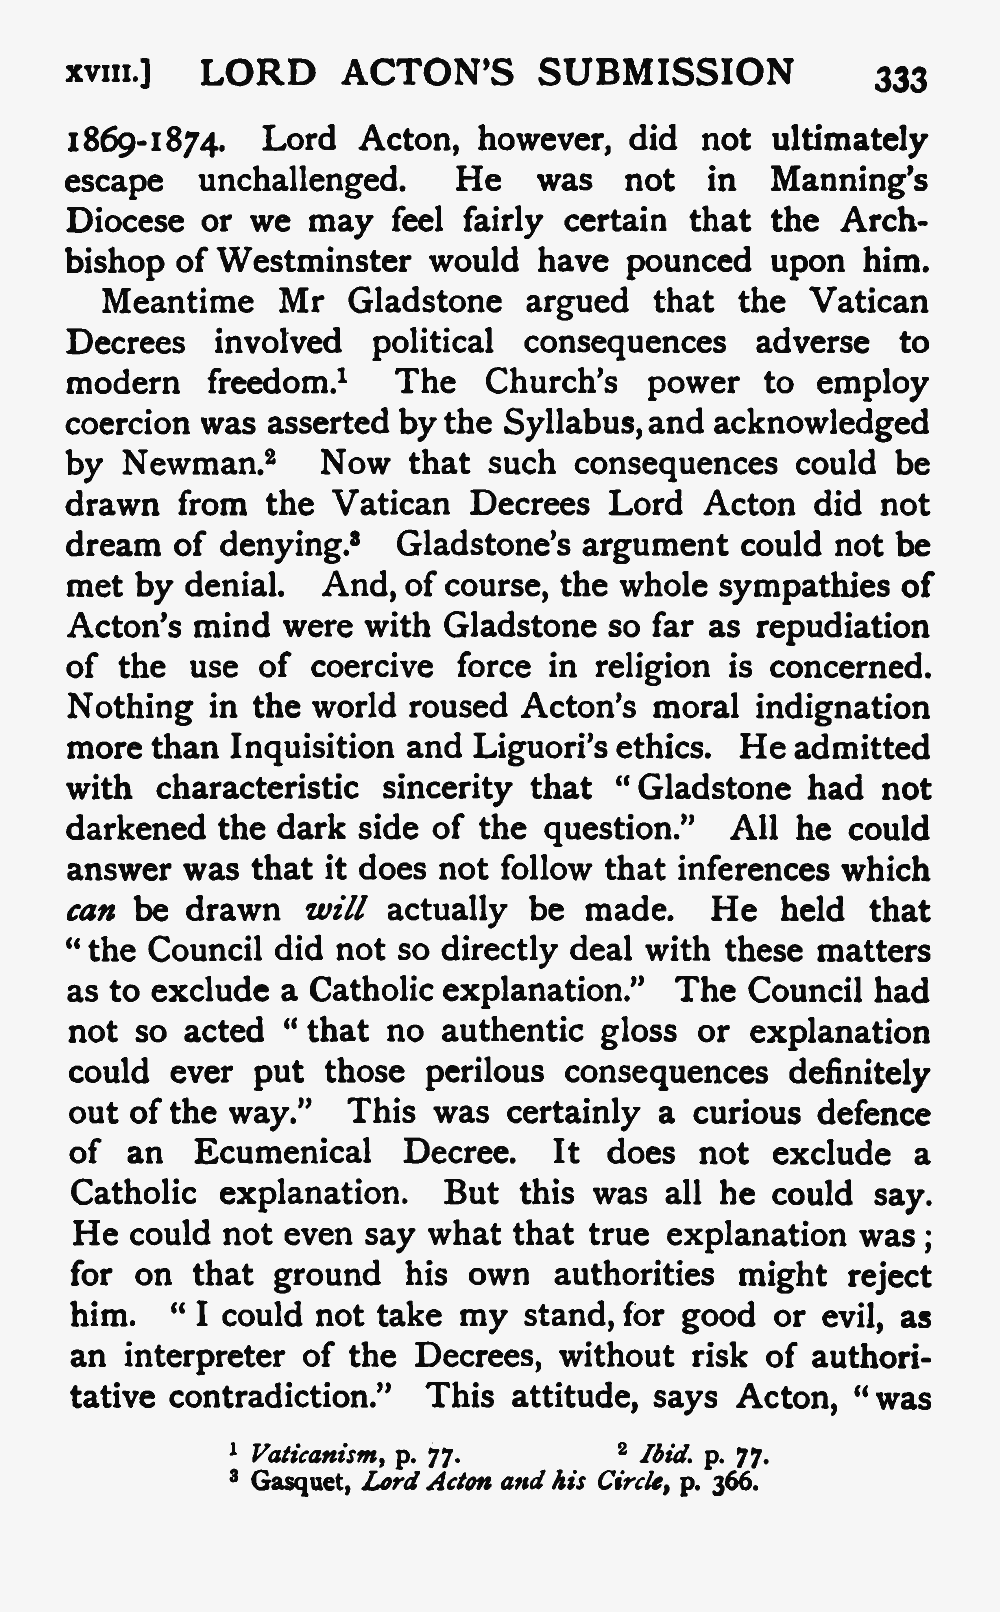 XVIII.] LORD ACTON'S SUBMISSION 333
1869-1874. Lord Acton, however, did not ultimately
escape unchallenged. He was not in Manning's
Diocese or we may feel fairly certain that the Arch-
bishop of Westminster would have pounced upon him.
Meantime Mr Gladstone argued that the Vatican
Decrees involved political consequences adverse to
modern freedom.¹ The Church's power to employ
coercion was asserted by the Syllabus, and acknowledged
by Newman.² Now that such consequences could be
drawn from the Vatican Decrees Lord Acton did not
dream of denying.³ Gladstone's argument could not be
met by denial. And, of course, the whole sympathies of
Acton's mind were with Gladstone so far as repudiation
of the use of coercive force in religion is concerned.
Nothing in the world roused Acton's moral indignation
more than Inquisition and Liguori's ethics. He admitted
with characteristic sincerity that "Gladstone had not
darkened the dark side of the question." All he could
answer was that it does not follow that inferences which
can be drawn will actually be made. He held that
"the Council did not so directly deal with these matters
as to exclude a Catholic explanation." The Council had
not so acted "that no authentic gloss or explanation
could ever put those perilous consequences definitely
out of the way." This was certainly a curious defence
of an Ecumenical Decree. It does not exclude a
Catholic explanation. But this was all he could say.
He could not even say what that true explanation was;
for on that ground his own authorities might reject
him. "I could not take my stand, for good or evil, as
an interpreter of the Decrees, without risk of authori-
tative contradiction." This attitude, says Acton, "was
¹ Vaticanism, p. 77. ² Ibid. p. 77.
³ Gasquet, Lord Acton and his Circle, p. 366.